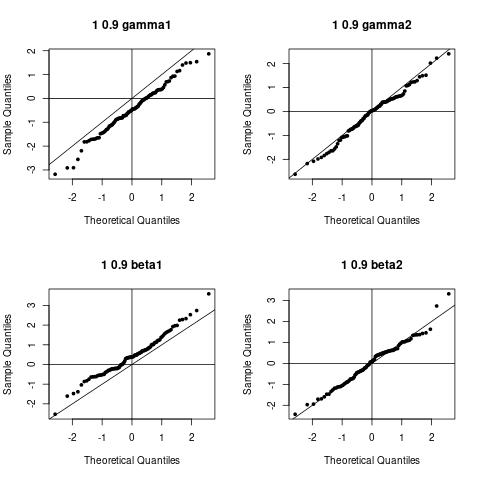 1 0.9 gamma1
Sample Quantiles
-3 -2 -1 0 1 2
-2 -1 0 1 2
Theoretical Quantiles
1 0.9 gamma2
Sample Quantiles
-2 -1 0 1 2
-2 -1 0 1 2
Theoretical Quantiles
1 0.9 beta1
Sample Quantiles
-2 -1 0 1 2 3
-2 -1 0 1 2
Theoretical Quantiles
1 0.9 beta2
Sample Quantiles
-2 -1 0 1 2 3
-2 -1 0 1 2
Theoretical Quantiles